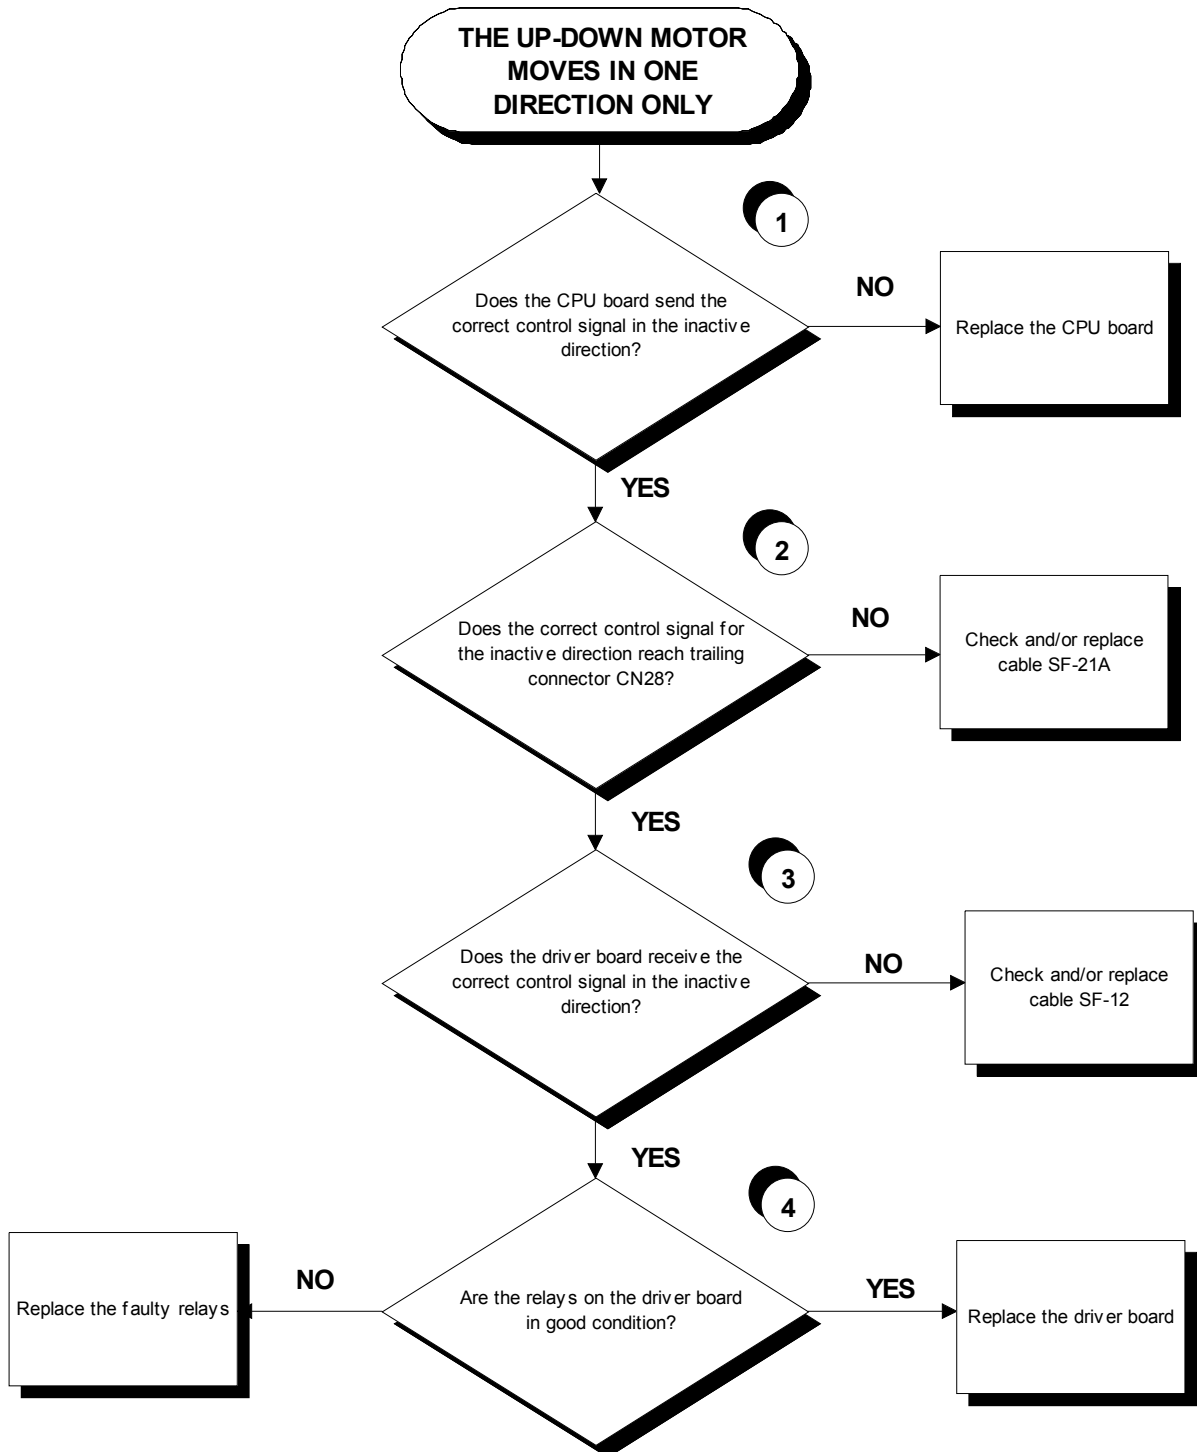 THE UP-DOWN MOTOR
MOVES IN ONE
DIRECTION ONLY
1
Does the CPU board send the
correct control signal in the inactive
direction?
NO
Replace the CPU board
YES
2
Does the correct control signal for
the inactive direction reach trailing
connector CN28?
NO
Check and/or replace
cable SF-21A
YES
3
Does the driver board receive the
correct control signal in the inactive
direction?
NO
Check and/or replace
cable SF-12
YES
4
Are the relays on the driver board
in good condition?
NO
Replace the faulty relays
YES
Replace the driver board